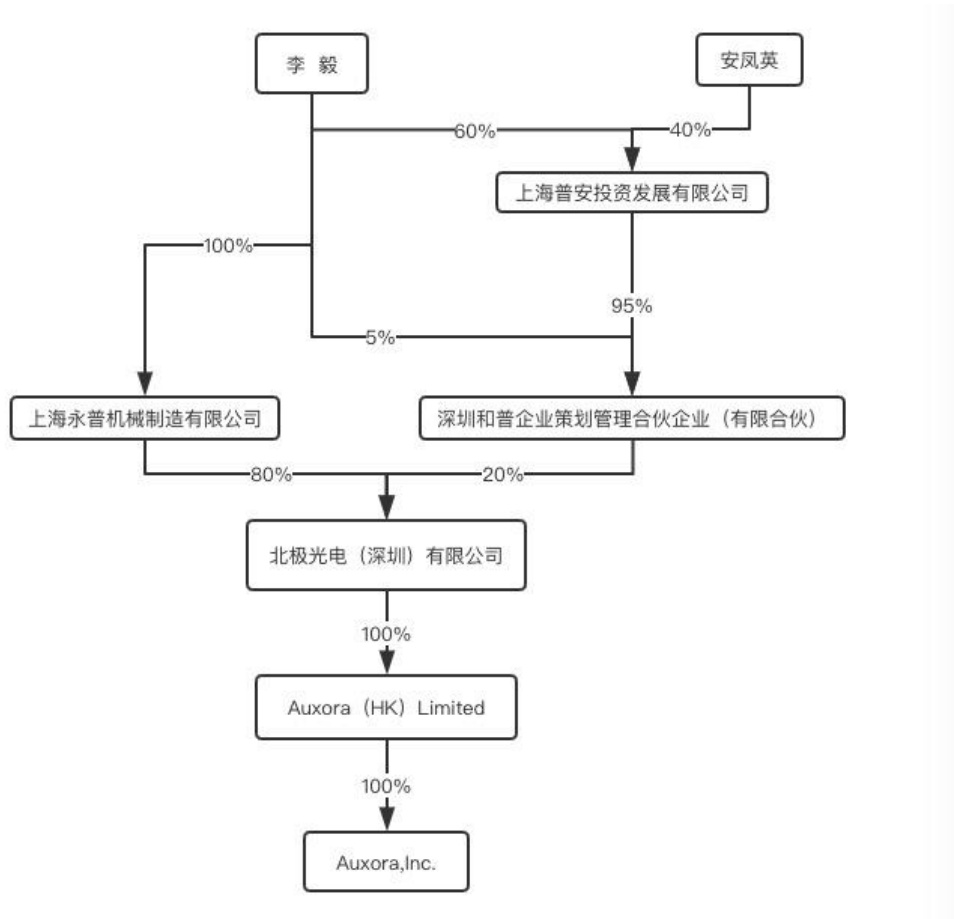 李 毅
安凤英
60%
40%
上海普安投资发展有限公司
100%
95%
5%
上海永普机械制造有限公司
深圳和普企业策划管理合伙企业（有限合伙）
80%
20%
北极光电（深圳）有限公司
100%
Auxora（HK）Limited
100%
Auxora,Inc.